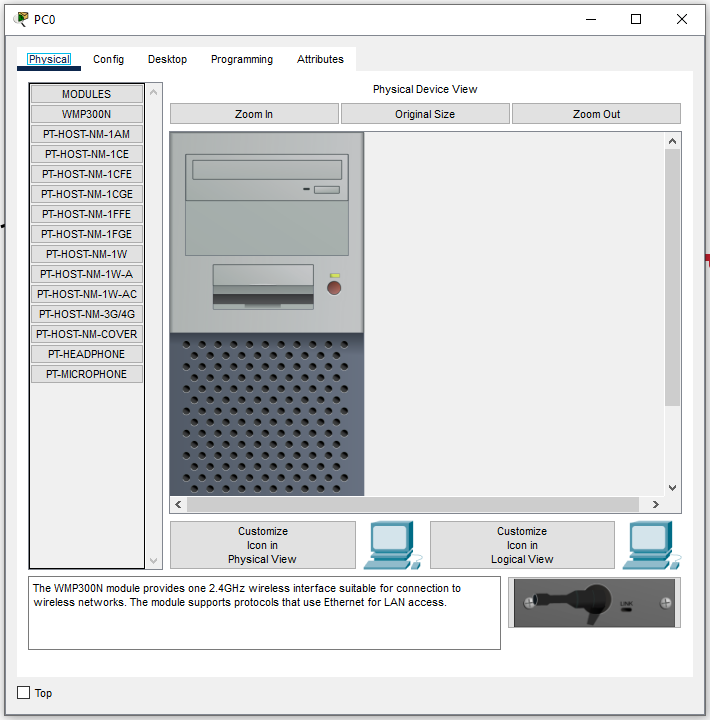 PC0
Physical
Config
Desktop
Programming
Attributes
MODULES
WMP300N
PT-HOST-NM-1AM
PT-HOST-NM-1CE
PT-HOST-NM-1CFE
PT-HOST-NM-1CGE
PT-HOST-NM-1FFE
PT-HOST-NM-1FGE
PT-HOST-NM-1W
PT-HOST-NM-1W-A
PT-HOST-NM-1W-AC
PT-HOST-NM-3G/4G
PT-HOST-NM-COVER
PT-HEADPHONE
PT-MICROPHONE
Physical Device View
Zoom In
Original Size
Zoom Out
Customize
Icon in
Physical View
Customize
Icon in
Logical View
The WMP300N module provides one 2.4GHz wireless interface suitable for connection to
wireless networks. The module supports protocols that use Ethernet for LAN access.
LINK
Top